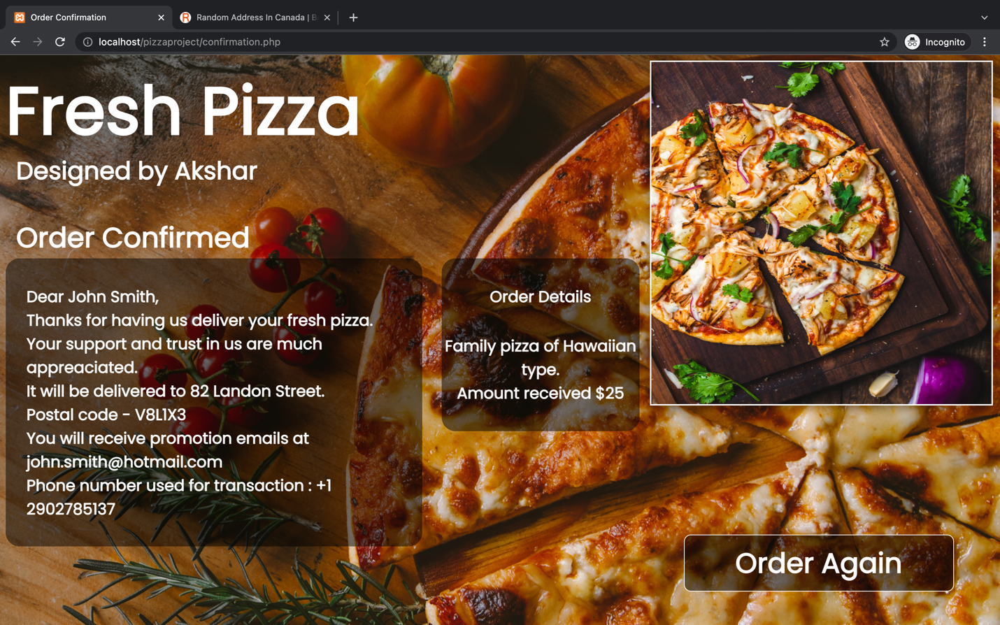 Order Confirmation
Random Address In Canada | B
localhost/pizzaproject/confirmation.php
Incognito
Fresh Pizza
Designed by Akshar
Order Confirmed
Dear John Smith,
Thanks for having us deliver your fresh pizza.
Your support and trust in us are much
appreaciated.
It will be delivered to 82 Landon Street.
Postal code - V8L1X3
You will receive promotion emails at
john.smith@hotmail.com
Phone number used for transaction : +1
2902785137
Order Details
Family pizza of Hawaiian
type.
Amount received $25
Order Again